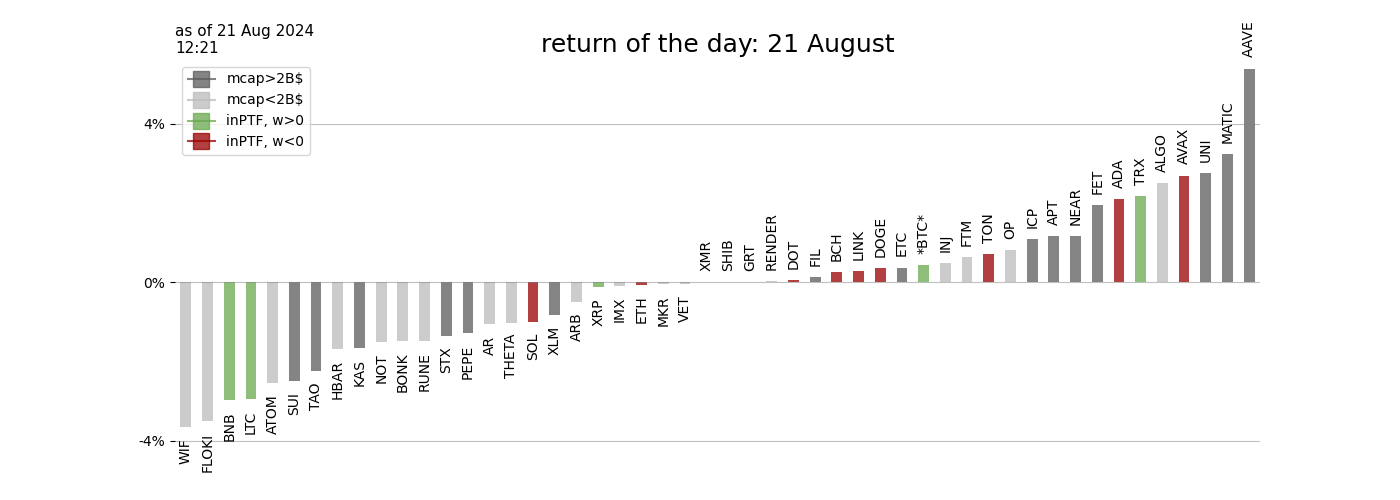 as of 21 Aug 2024
12:21
return of the day: 21 August
mcap>2B$
mcap<2B$
inPTF, w>0
inPTF, w<0
4%
0%
-4%
WIF
FLOKI
BNB
LTC
ATOM
SUI
TAO
HBAR
KAS
NOT
BONK
RUNE
STX
PEPE
AR
THETA
SOL
XLM
ARB
XRP
IMX
ETH
MKR
VET
XMR
SHIB
GRT
RENDER
DOT
FIL
BCH
LINK
DOGE
ETC
*BTC*
INJ
FTM
TON
OP
ICP
APT
NEAR
FET
ADA
TRX
ALGO
AVAX
UNI
MATIC
AAVE